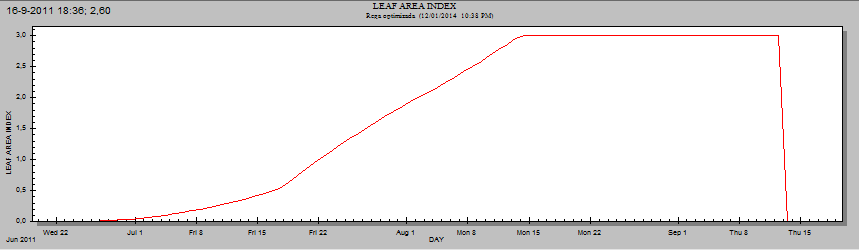 16-9-2011 18:36; 2,60
LEAF AREA INDEX
Rega optimizada (12/01/2014 10:38 PM)
3,0
2,5
2,0
1,5
1,0
0,5
0,0
LEAF AREA INDEX
Wed 22 Jul 1 Fri 8 Fri 15 Fri 22 Aug 1 Mon 8 Mon 15 Mon 22 Sep 1 Thu 8 Thu 15
Jun 2011
DAY